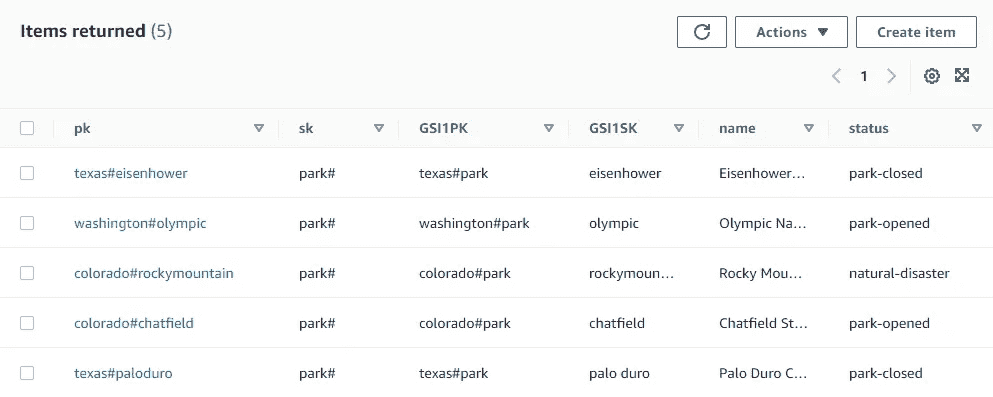 Items returned (5)
Actions
Create item
1
pk sk GSI1PK GSI1SK name status
texas#eisenhower park# texas#park eisenhower Eisenhower... park-closed
washington#olympic park# washington#park olympic Olympic Na... park-opened
colorado#rockymountain park# colorado#park rockymoun... Rocky Mou... natural-disaster
colorado#chatfield park# colorado#park chatfield Chatfield St... park-opened
texas#paloduro park# texas#park palo duro Palo Duro C... park-closed